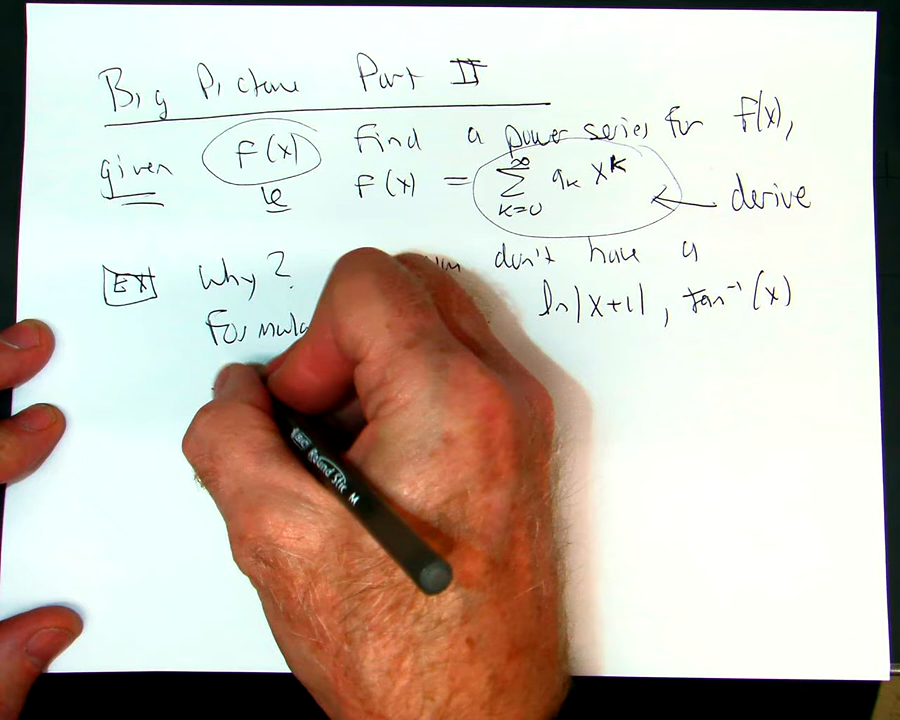 Big Picture Part II
given f(x) find a power series for f(x),
f(x) = ∞ Σ k=0 a_k x^k ← derive
EX Why? don't have a
Formula ln|x+1|, tan⁻¹(x)
BIC Round Stic M